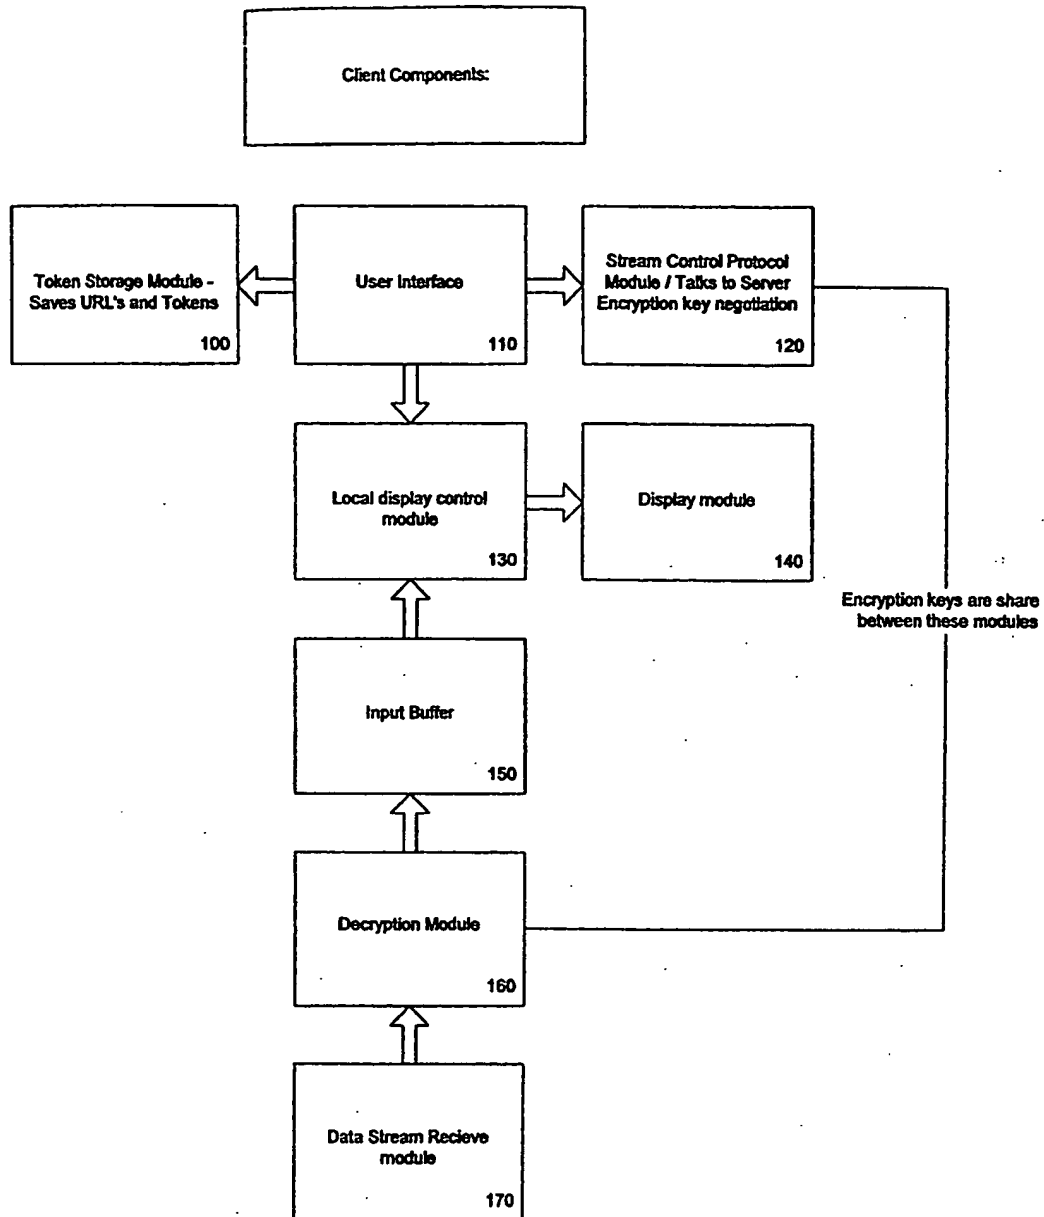 Client Components:
Token Storage Module -
Saves URL's and Tokens
100
User Interface
110
Stream Control Protocol
Module / Talks to Server
Encryption key negotiation
120
Local display control
module
130
Display module
140
Encryption keys are share
between these modules
Input Buffer
150
Decryption Module
160
Data Stream Recieve
module
170